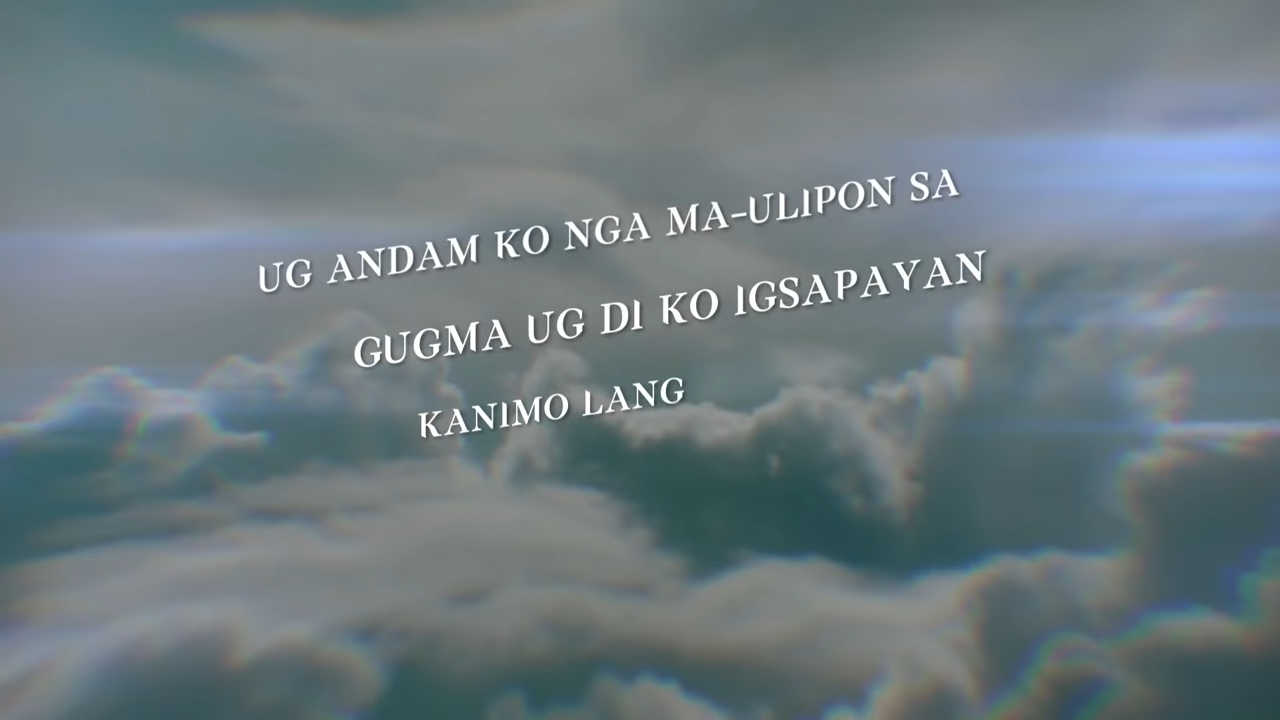 UG ANDAM KO NGA MA-ULIPON SA
GUGMA UG DI KO IGSAPAYAN
KANIMO LANG